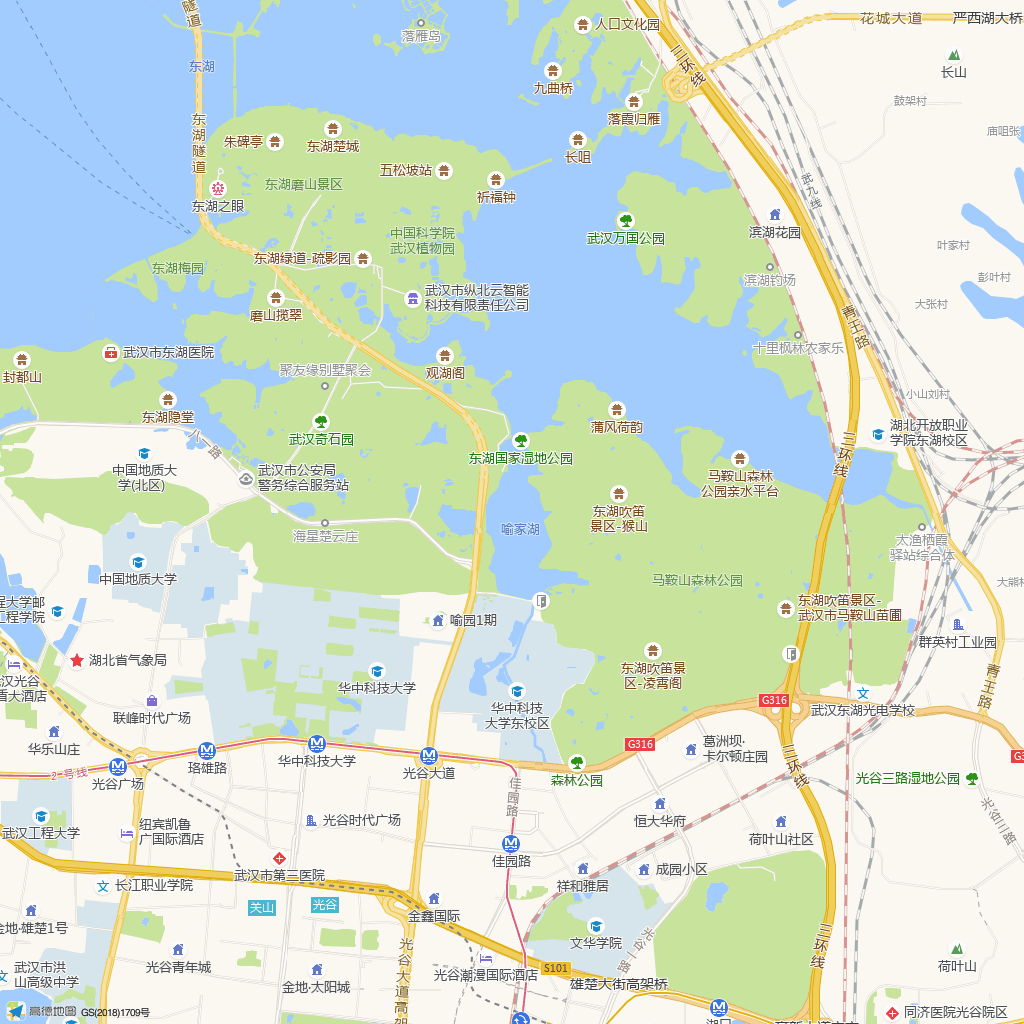 隧道
人口文化园
花城大道
严西湖大桥
落雁岛
三环线
东湖
长山
九曲桥
鼓架村
落霞归雁
东湖隧道
庙咀张
朱碑亭
东湖楚城
长咀
五松坡站
武九线
东湖磨山景区
祈福钟
东湖之眼
中国科学院
武汉植物园
武汉万国公园
滨湖花园
叶家村
东湖绿道-疏影园
东湖梅园
滨湖钓场
彭叶村
武汉市纵北云智能
科技有限责任公司
大张村
磨山揽翠
青王路
武汉市东湖医院
十里枫林农家乐
封都山
聚友缘别墅聚会
观湖阁
小山刘村
东湖隐堂
蒲风荷韵
湖北开放职业
学院东湖校区
八一路
武汉奇石园
三环线
东湖国家湿地公园
中国地质大
学(北区)
武汉市公安局
警务综合服务站
马鞍山森林
公园亲水平台
东湖吹笛
景区-猴山
海星楚云庄
喻家湖
大渔栖霞
驿站综合体
中国地质大学
马鞍山森林公园
大熊村
程大学邮
工程学院
东湖吹笛景区-
武汉市马鞍山苗圃
喻园1期
群英村工业园
湖北省气象局
东湖吹笛景
区-凌霄阁
青王路
武汉光谷
盾大酒店
华中科技大学
联峰时代广场
华中科技
大学东校区
G316
武汉东湖光电学校
华乐山庄
珞雄路
华中科技大学
G316
葛洲坝·
卡尔顿庄园
三环线
G3
2号线
光谷广场
光谷大道
佳园路
森林公园
光谷三路湿地公园
光谷三路
武汉工程大学
纽宾凯鲁
广国际酒店
光谷时代广场
恒大华府
荷叶山社区
佳园路
武汉市第三医院
长江职业学院
祥和雅居
成园小区
关山
光谷
金鑫国际
金地·雄楚1号
文华学院
光谷一路
三环线
光谷青年城
光谷大道高架
武汉市洪
山高级中学
金地·太阳城
光谷潮漫国际酒店
S101
雄楚大街高架桥
荷叶山
高德地图
GS(2018)1709号
湖口
同济医院光谷院区